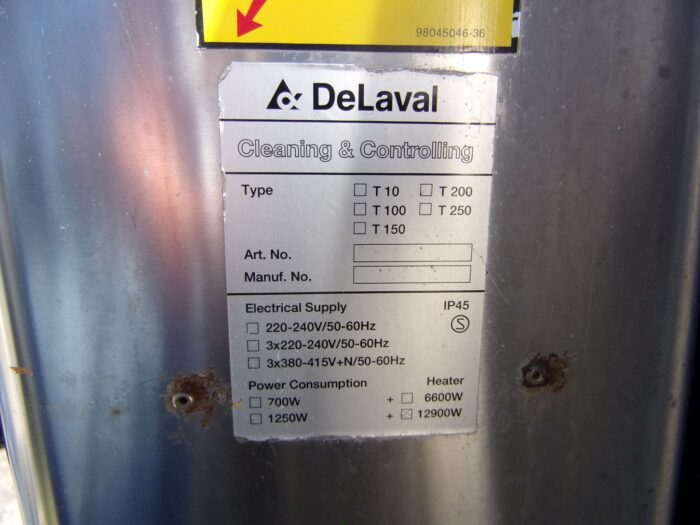 98045046-36
DeLaval
Cleaning & Controlling
Type T 10 T 200
T 100 T 250
T 150
Art. No.
Manuf. No.
Electrical Supply IP45
220-240V/50-60Hz S
3x220-240V/50-60Hz
3x380-415V+N/50-60Hz
Power Consumption Heater
700W + 6600W
1250W + 12900W